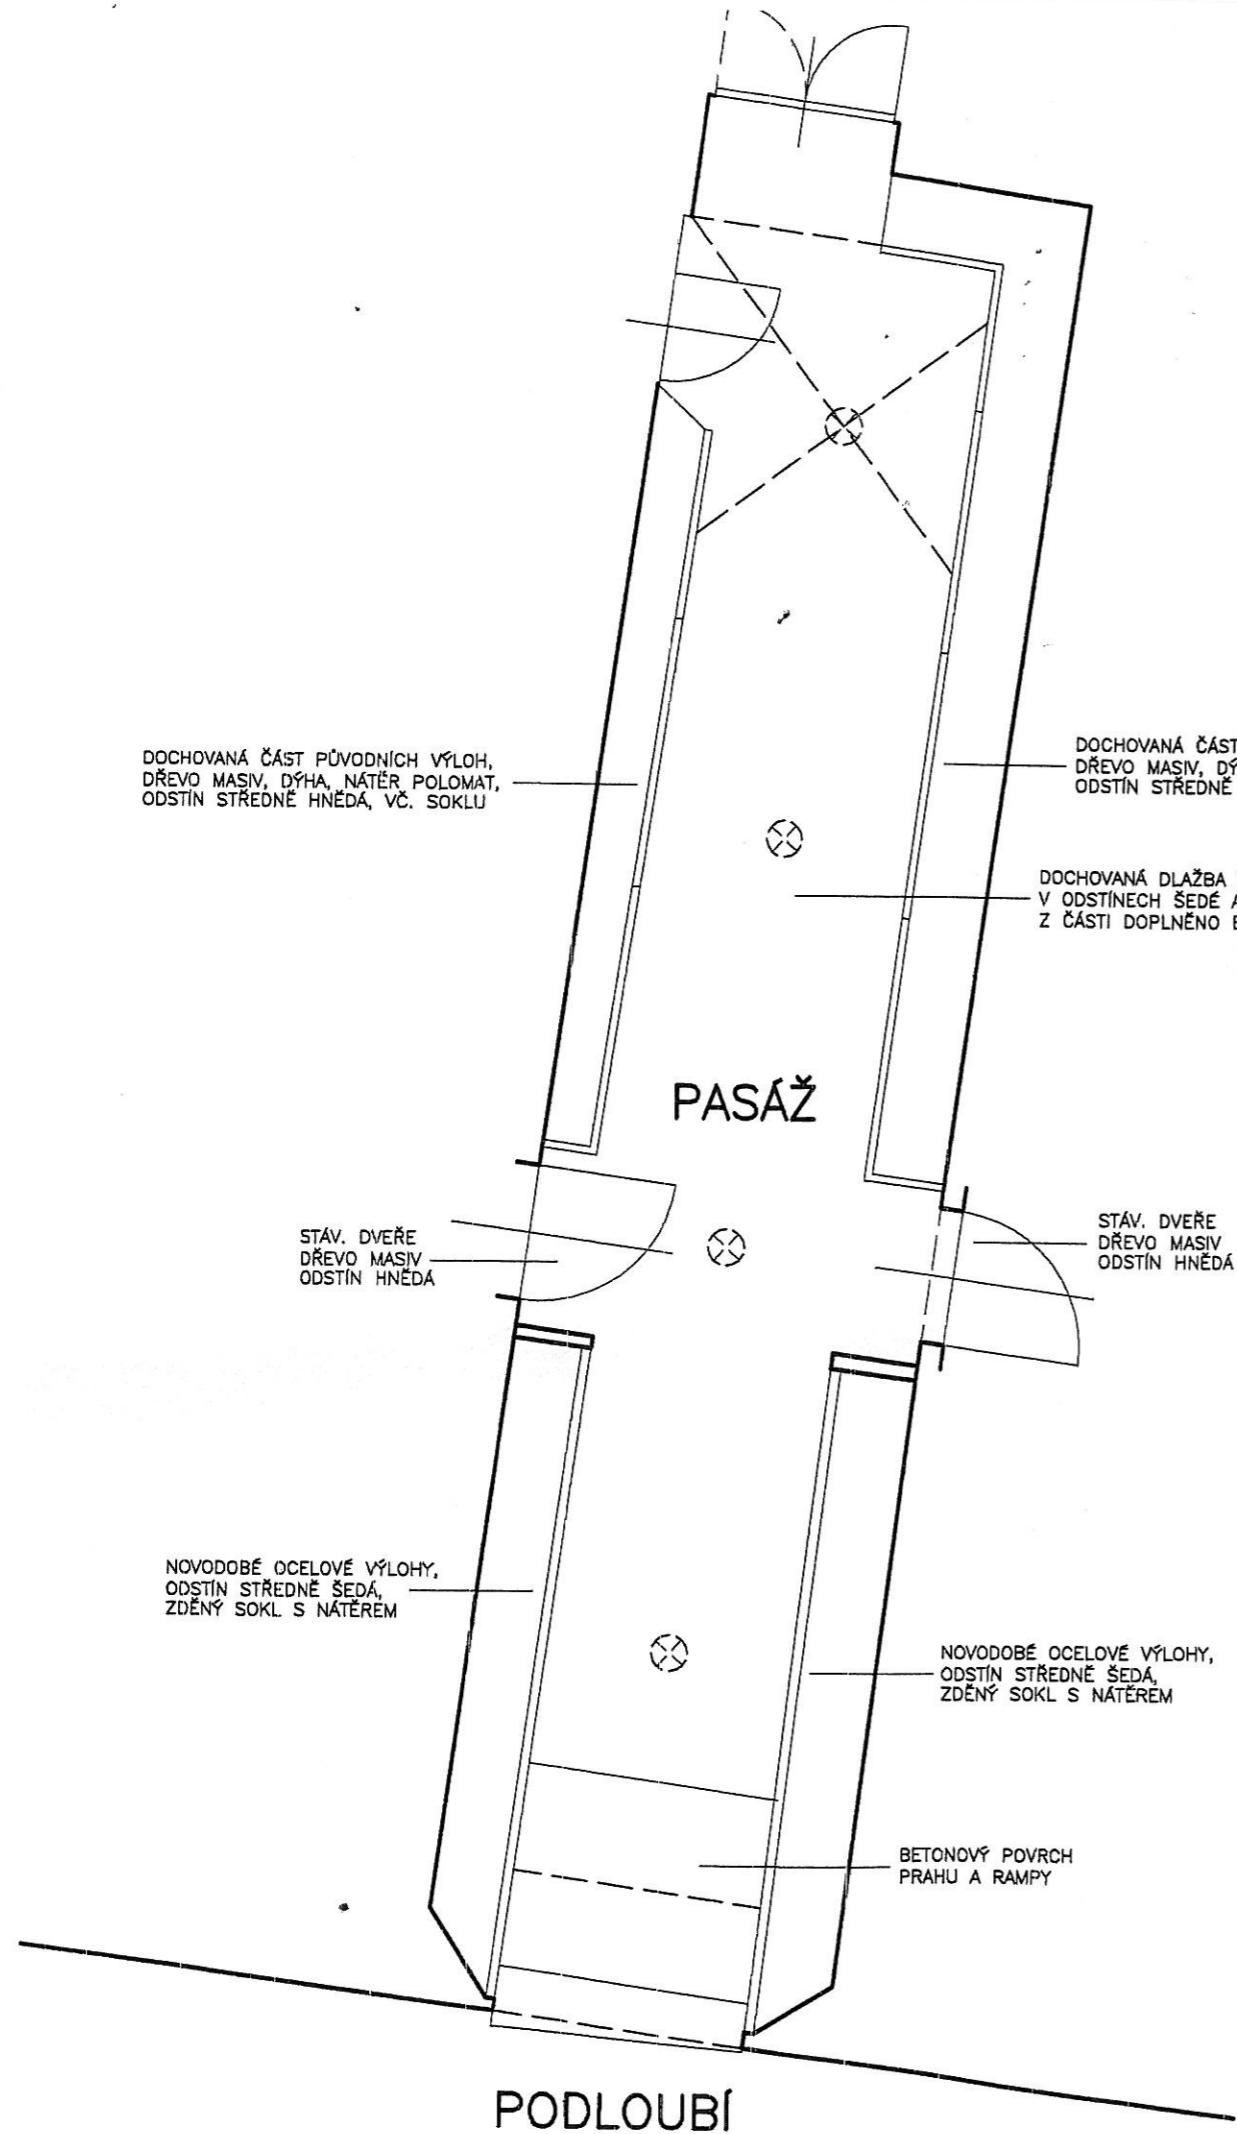 DOCHOVANÁ ČÁST PŮVODNÍCH VÝLOH,
DŘEVO MASIV, DÝHA, NÁTĚR POLOMAT,
ODSTÍN STŘEDNĚ HNĚDÁ, VČ. SOKLU
DOCHOVANÁ ČÁST
DŘEVO MASIV,
ODSTÍN STŘEDNĚ
DOCHOVANÁ DLAŽBA
V ODSTÍNECH ŠEDÉ A
Z ČÁSTI DOPLNĚNO
PASÁŽ
STÁV. DVEŘE
DŘEVO MASIV
ODSTÍN HNĚDÁ
STÁV. DVEŘE
DŘEVO MASIV
ODSTÍN HNĚDÁ
NOVODOBÉ OCELOVÉ VÝLOHY,
ODSTÍN STŘEDNĚ ŠEDÁ,
ZDĚNÝ SOKL S NÁTĚREM
NOVODOBÉ OCELOVÉ VÝLOHY,
ODSTÍN STŘEDNĚ ŠEDÁ,
ZDĚNÝ SOKL S NÁTĚREM
BETONOVÝ POVRCH
PRAHU A RAMPY
PODLOUBÍ